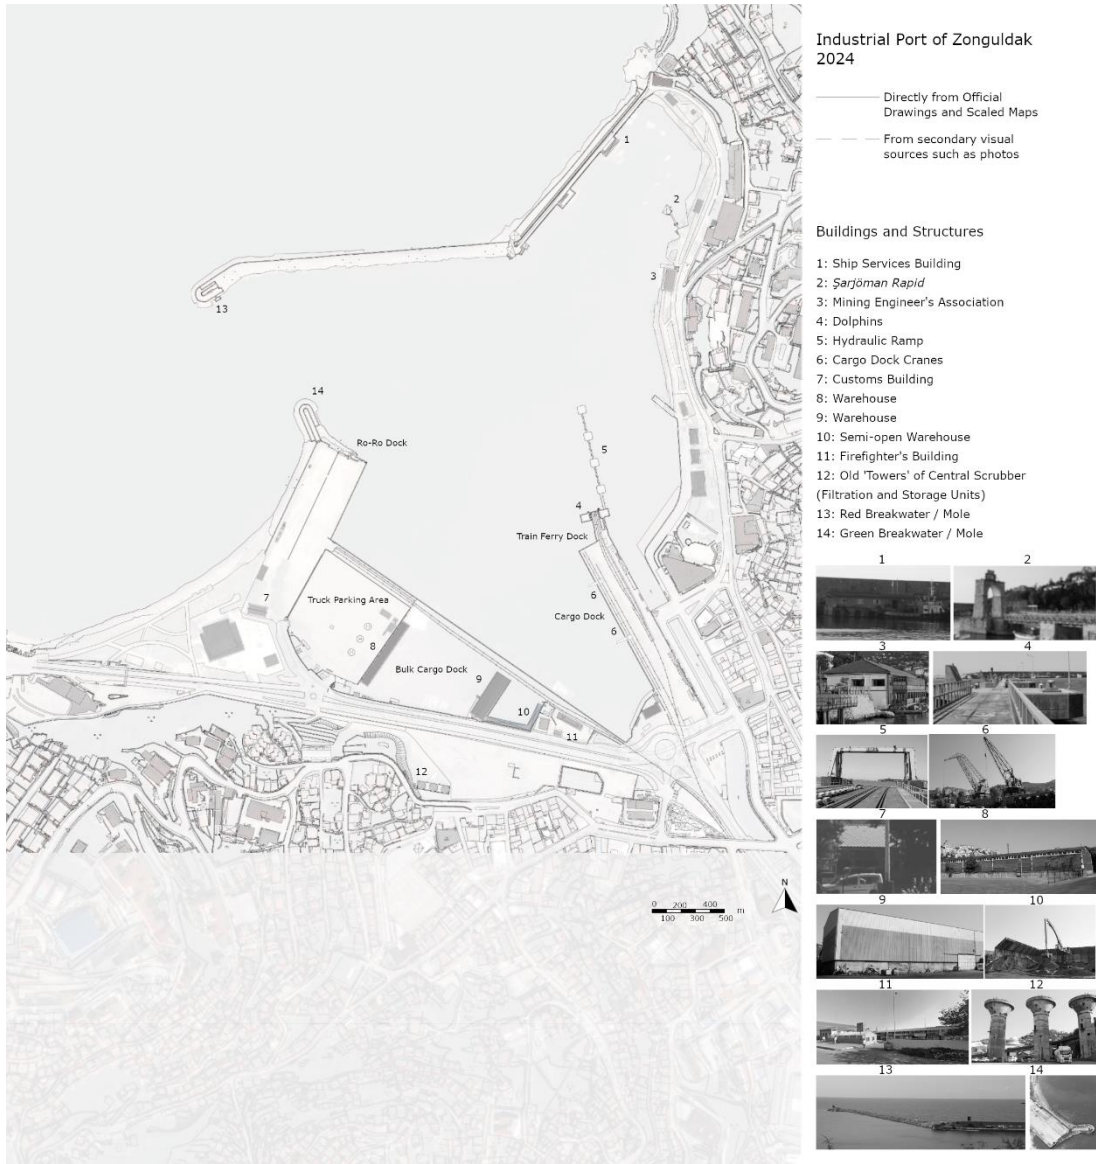 Industrial Port of Zonguldak
2024
Directly from Official
Drawings and Scaled Maps
From secondary visual
sources such as photos
Buildings and Structures
1: Ship Services Building
2: Şarjöman Rapid
3: Mining Engineer's Association
4: Dolphins
5: Hydraulic Ramp
6: Cargo Dock Cranes
7: Customs Building
8: Warehouse
9: Warehouse
10: Semi-open Warehouse
11: Firefighter's Building
12: Old 'Towers' of Central Scrubber
(Filtration and Storage Units)
13: Red Breakwater / Mole
14: Green Breakwater / Mole
1
2
3
13
14
Ro-Ro Dock
5
4
Train Ferry Dock
6
Cargo Dock
6
7
Truck Parking Area
8
Bulk Cargo Dock
9
10
11
12
N
0 200 400
m
100 300 500
1 2
3 4
5 6
7 8
9 10
11 12
13 14